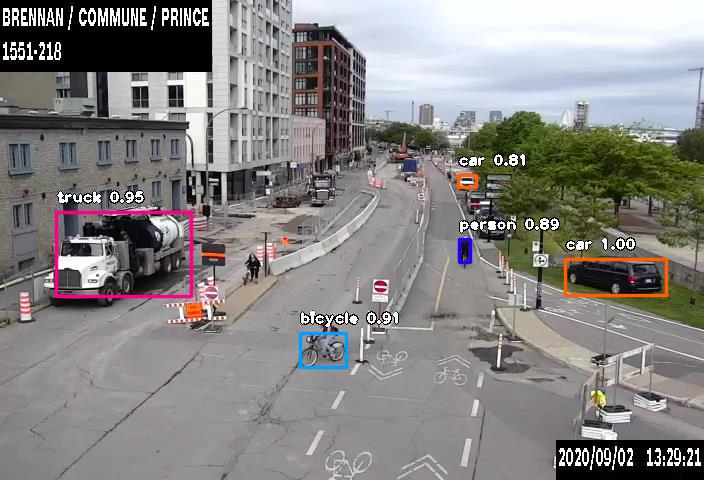 BRENNAN / COMMUNE / PRINCE
1551-218
car 0.81
truck 0.95
person 0.89
car 1.00
bicycle 0.91
2020/09/02 13:29:21